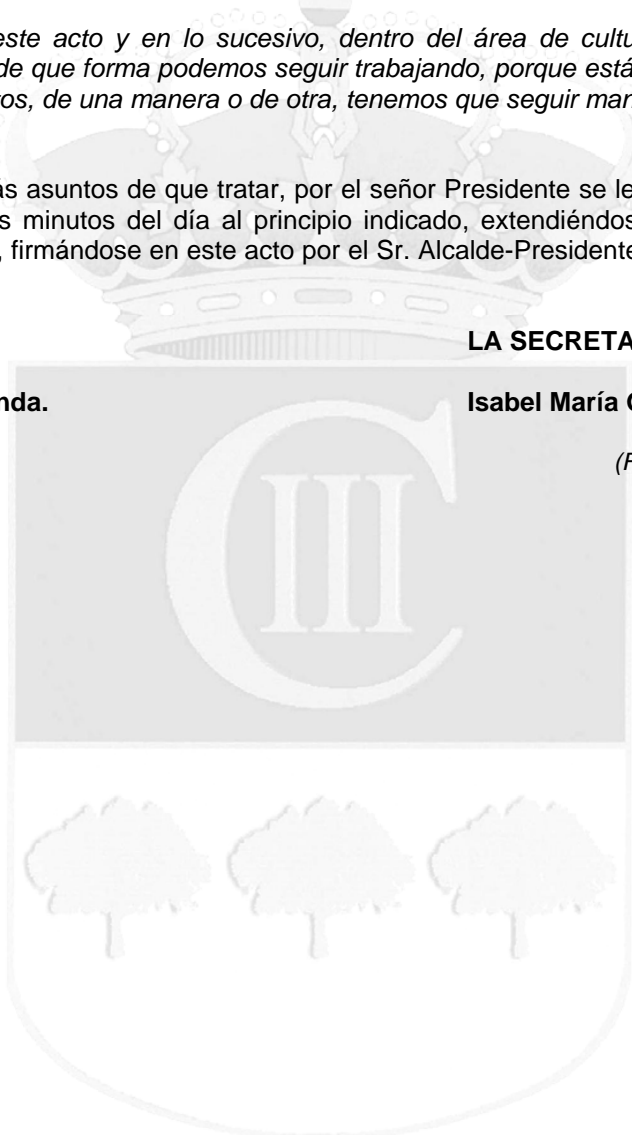 este acto y en lo sucesivo, dentro del área de cultu
de que forma podemos seguir trabajando, porque está
ros, de una manera o de otra, tenemos que seguir man
ás asuntos de que tratar, por el señor Presidente se le
s minutos del día al principio indicado, extendiéndos
, firmándose en este acto por el Sr. Alcalde-Presidente
LA SECRETA
nda.
Isabel María
(F
CIII